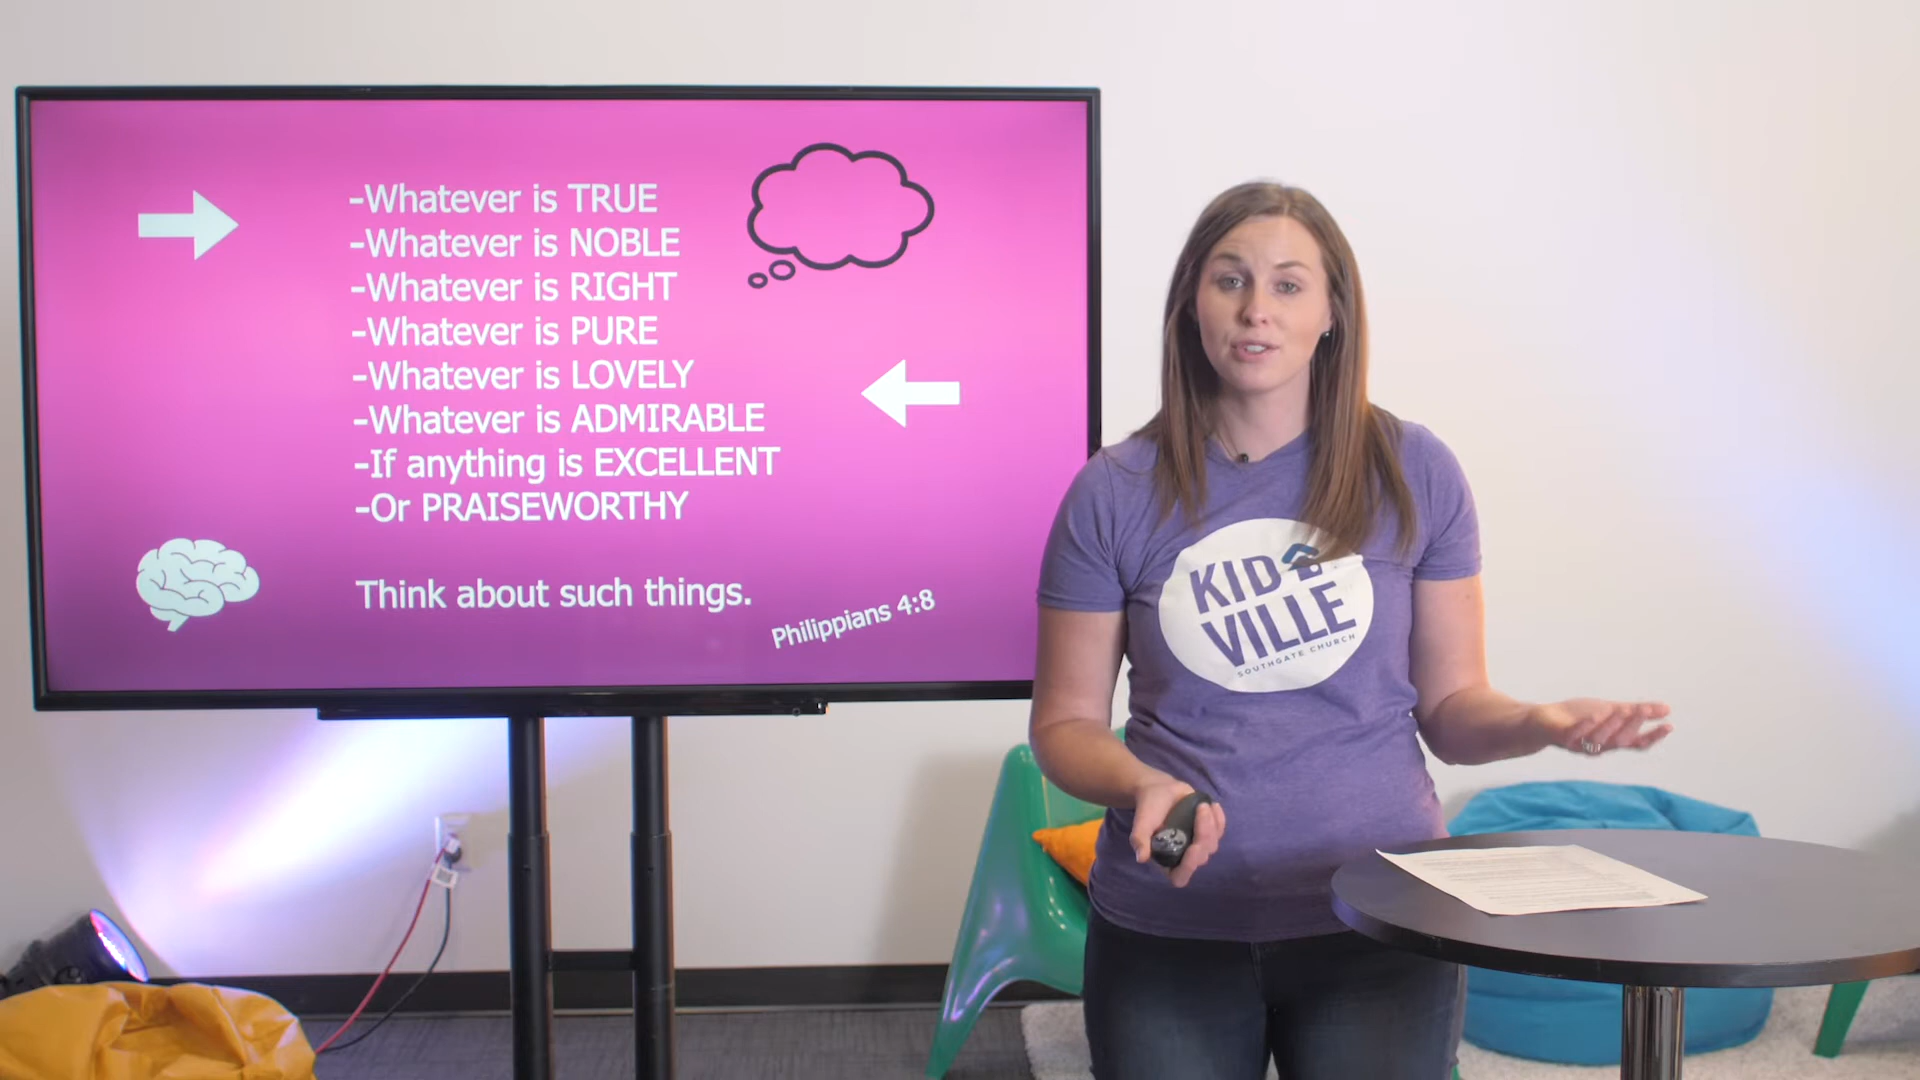 -Whatever is TRUE
-Whatever is NOBLE
-Whatever is RIGHT
-Whatever is PURE
-Whatever is LOVELY
-Whatever is ADMIRABLE
-If anything is EXCELLENT
-Or PRAISEWORTHY
Think about such things.
Philippians 4:8
KID
VILLE
SOUTHGATE CHURCH